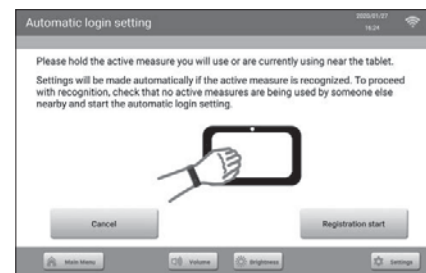 Automatic login setting
2020/01/27
16:24
Please hold the active measure you will use or are currently using near the tablet.
Settings will be made automatically if the active measure is recognized. To proceed
with recognition, check that no active measures are being used by someone else
nearby and start the automatic login setting.
Cancel
Registration start
Main Menu
Volume
Brightness
Settings